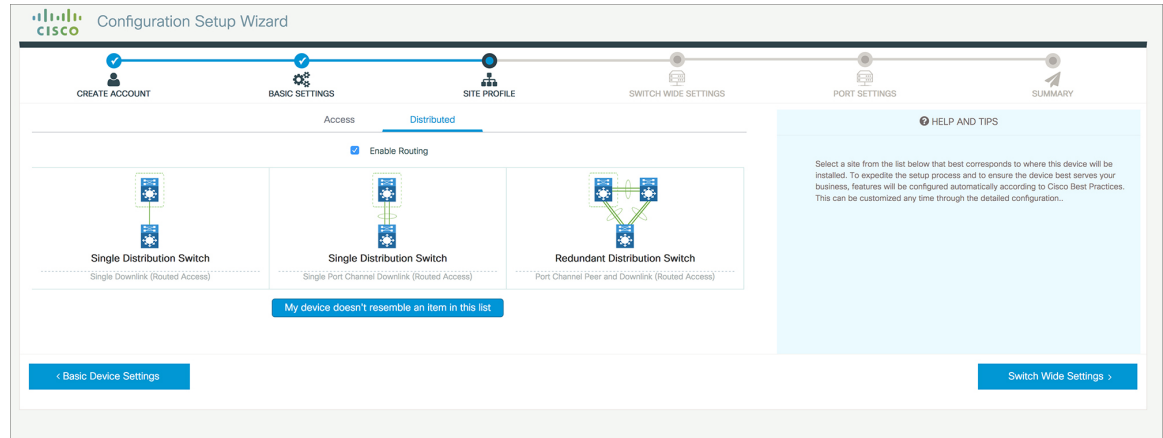 CISCO
Configuration Setup Wizard
CREATE ACCOUNT
BASIC SETTINGS
SITE PROFILE
SWITCH WIDE SETTINGS
PORT SETTINGS
SUMMARY
Access
Distributed
Enable Routing
Single Distribution Switch
Single Downlink (Routed Access)
Single Distribution Switch
Single Port Channel Downlink (Routed Access)
Redundant Distribution Switch
Port Channel Peer and Downlink (Routed Access)
My device doesn't resemble an item in this list
? HELP AND TIPS
Select a site from the list below that best corresponds to where this device will be
installed. To expedite the setup process and to ensure the device best serves your
business, features will be configured automatically according to Cisco Best Practices.
This can be customized any time through the detailed configuration..
< Basic Device Settings
Switch Wide Settings >